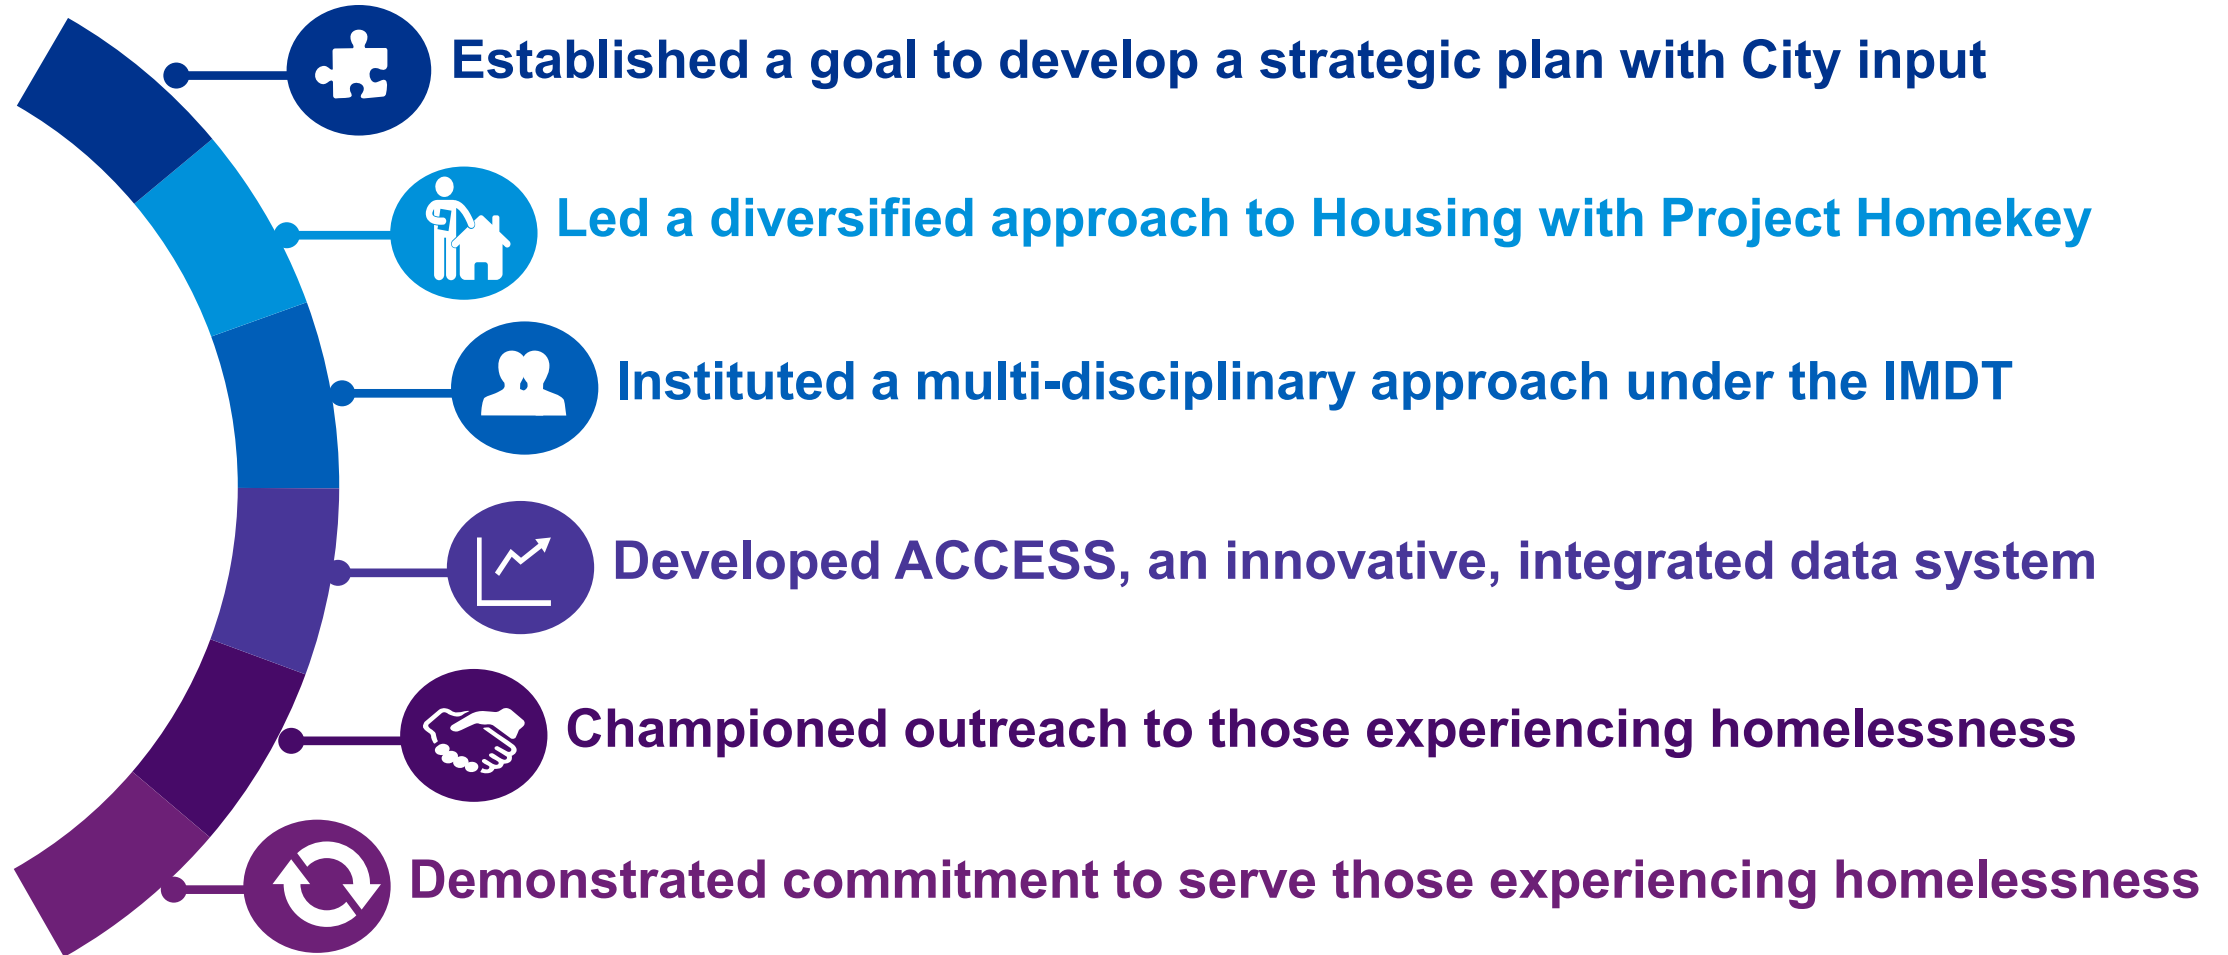 Established a goal to develop a strategic plan with City input
Led a diversified approach to Housing with Project Homekey
Instituted a multi-disciplinary approach under the IMDT
Developed ACCESS, an innovative, integrated data system
Championed outreach to those experiencing homelessness
Demonstrated commitment to serve those experiencing homelessness